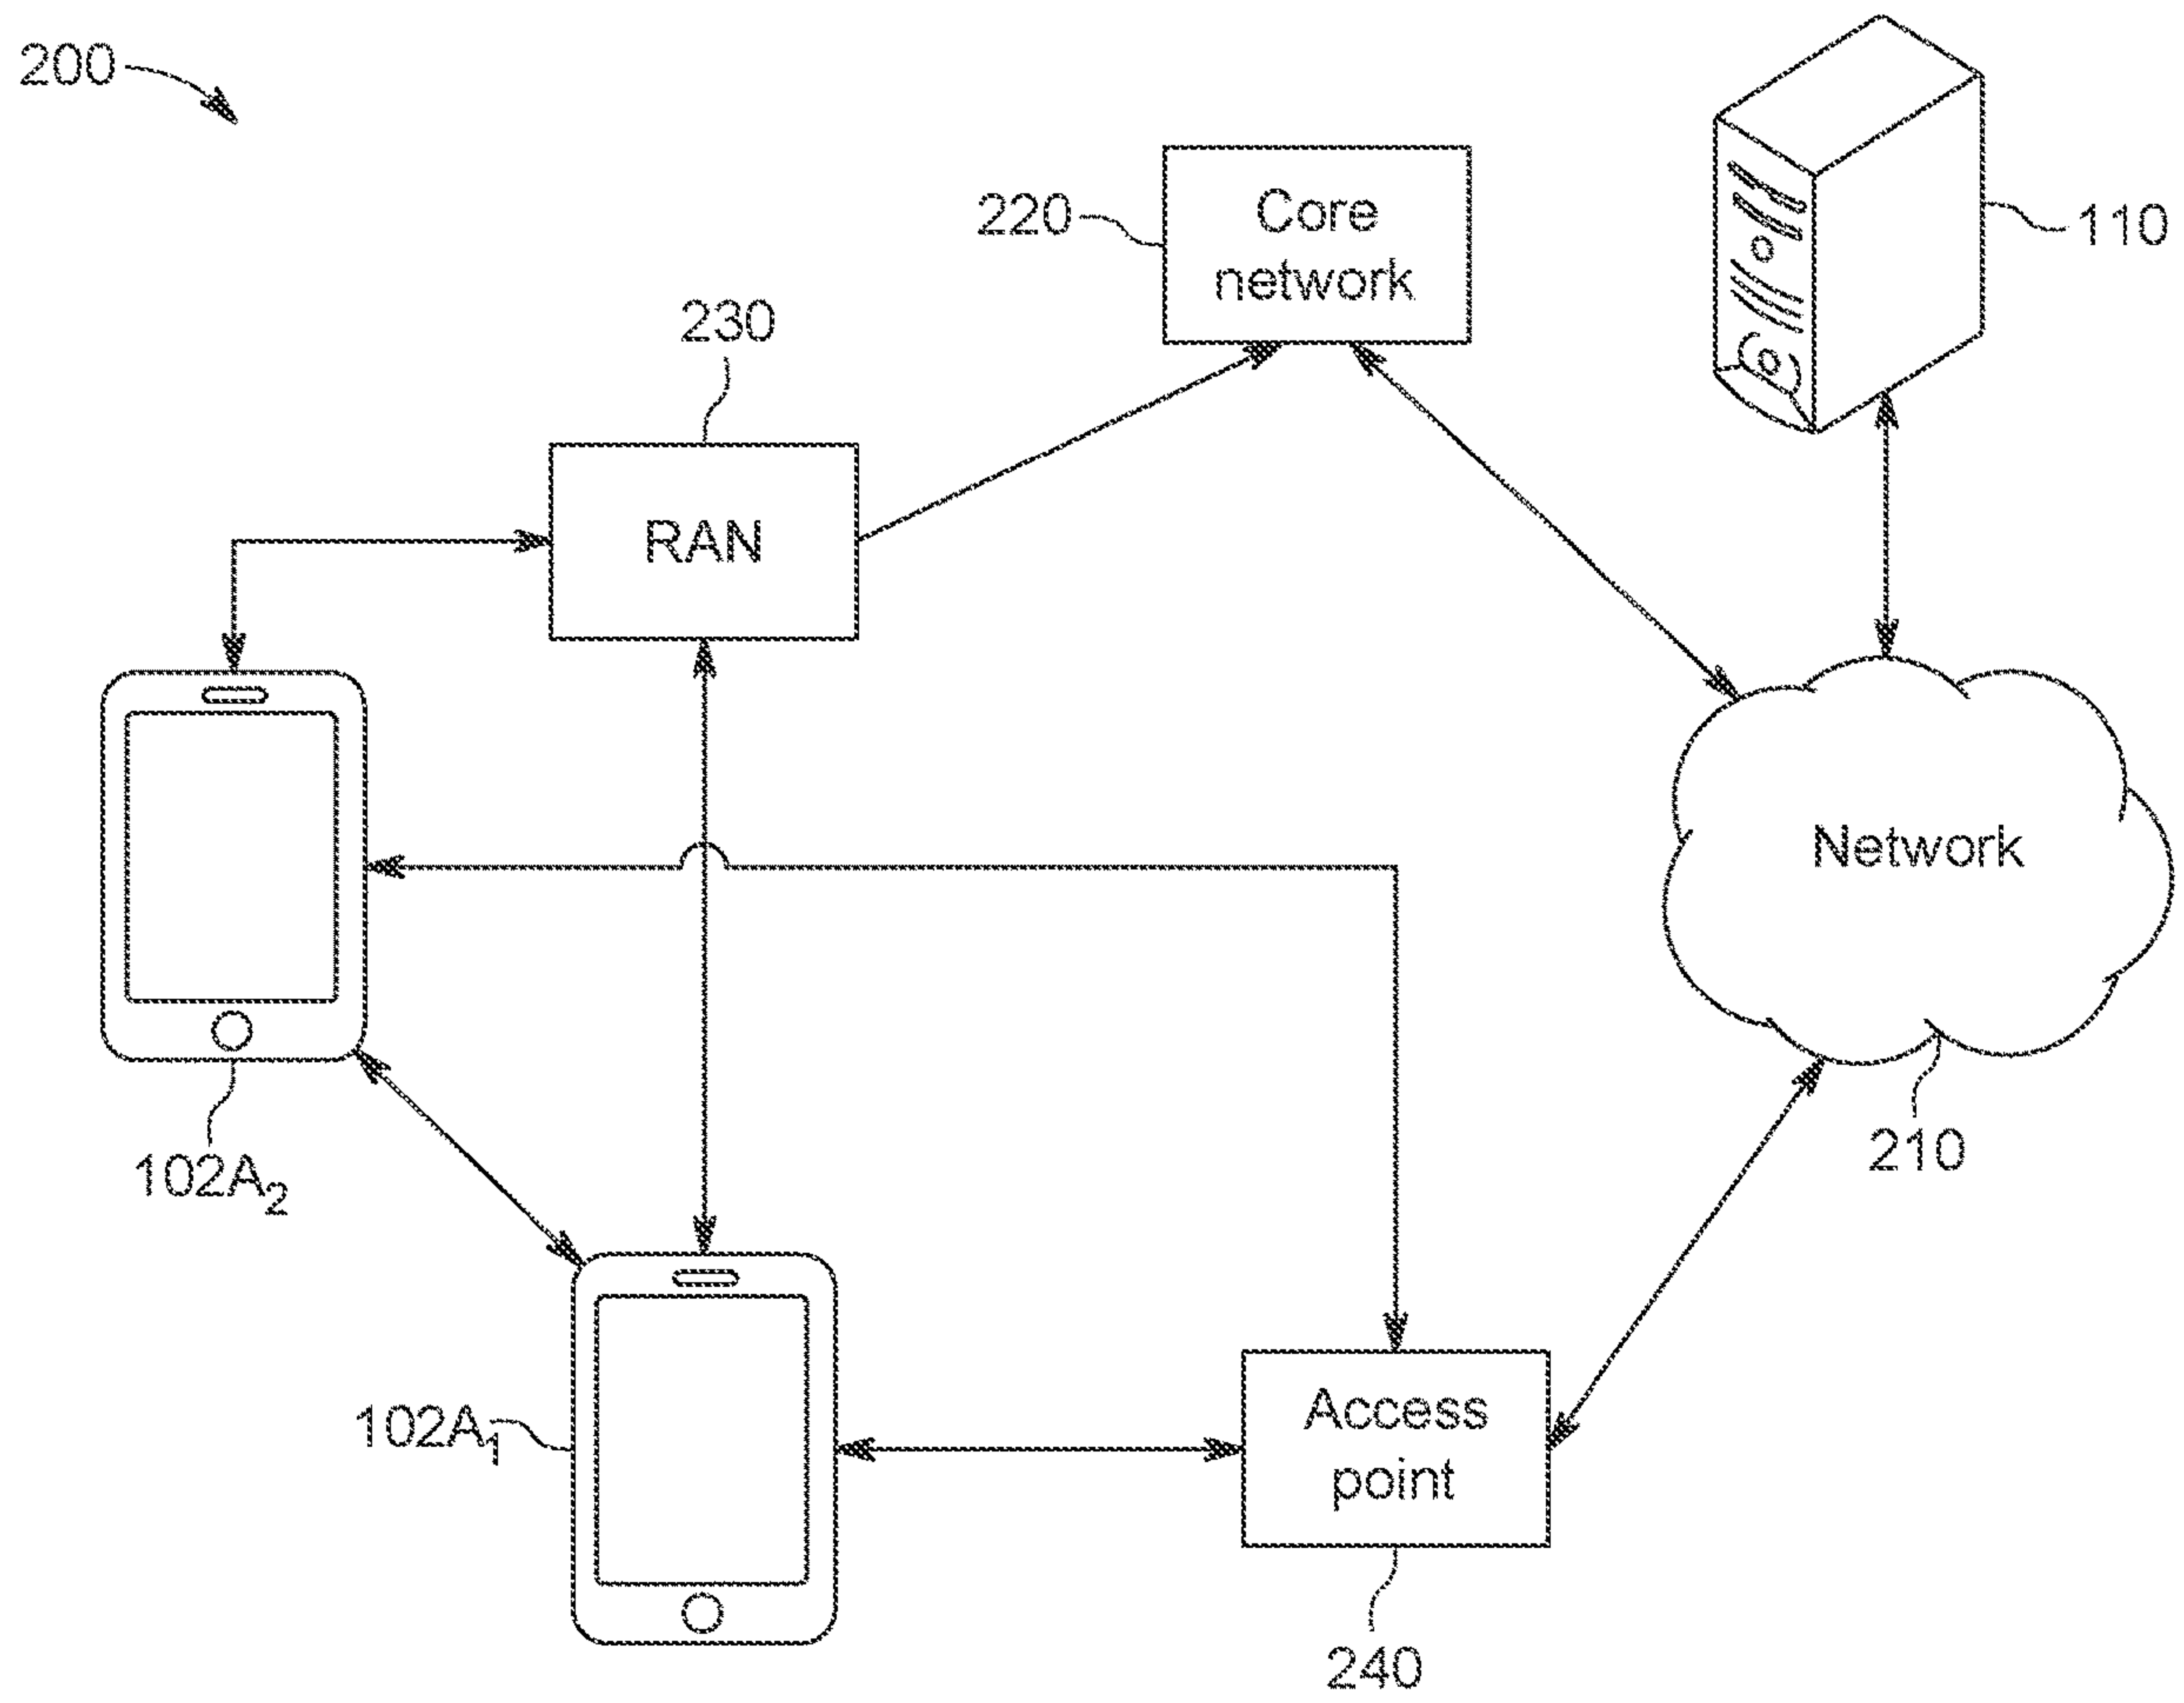 200
220
Core
network
110
230
RAN
Network
102A₂
210
102A₁
Access
point
240